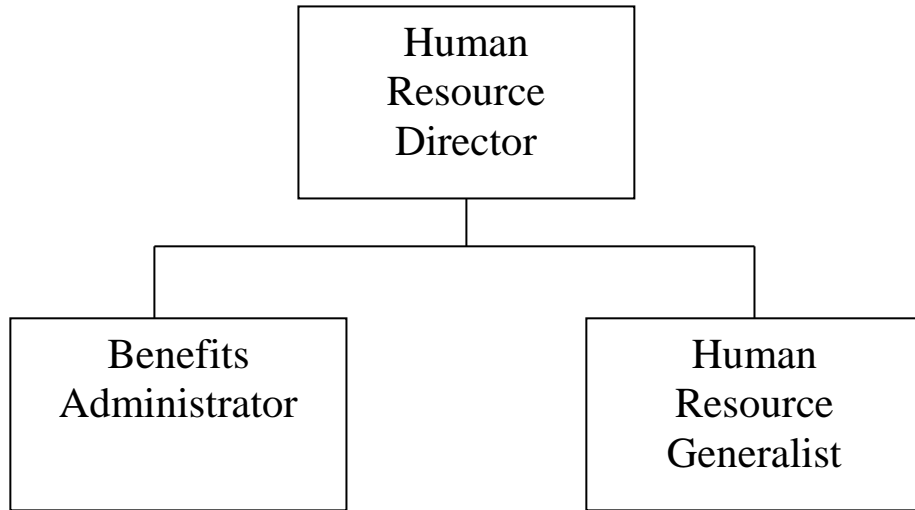 Human
Resource
Director
Benefits
Administrator
Human
Resource
Generalist